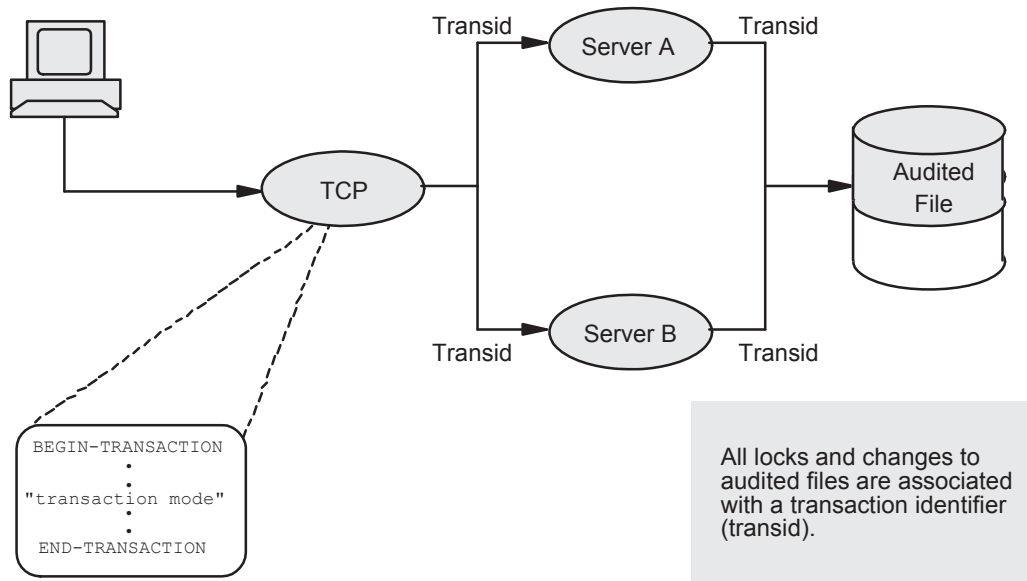 Transid
Transid
Server A
TCP
Audited
File
Server B
Transid
Transid
BEGIN-TRANSACTION
"transaction mode"
END-TRANSACTION
All locks and changes to
audited files are associated
with a transaction identifier
(transid).